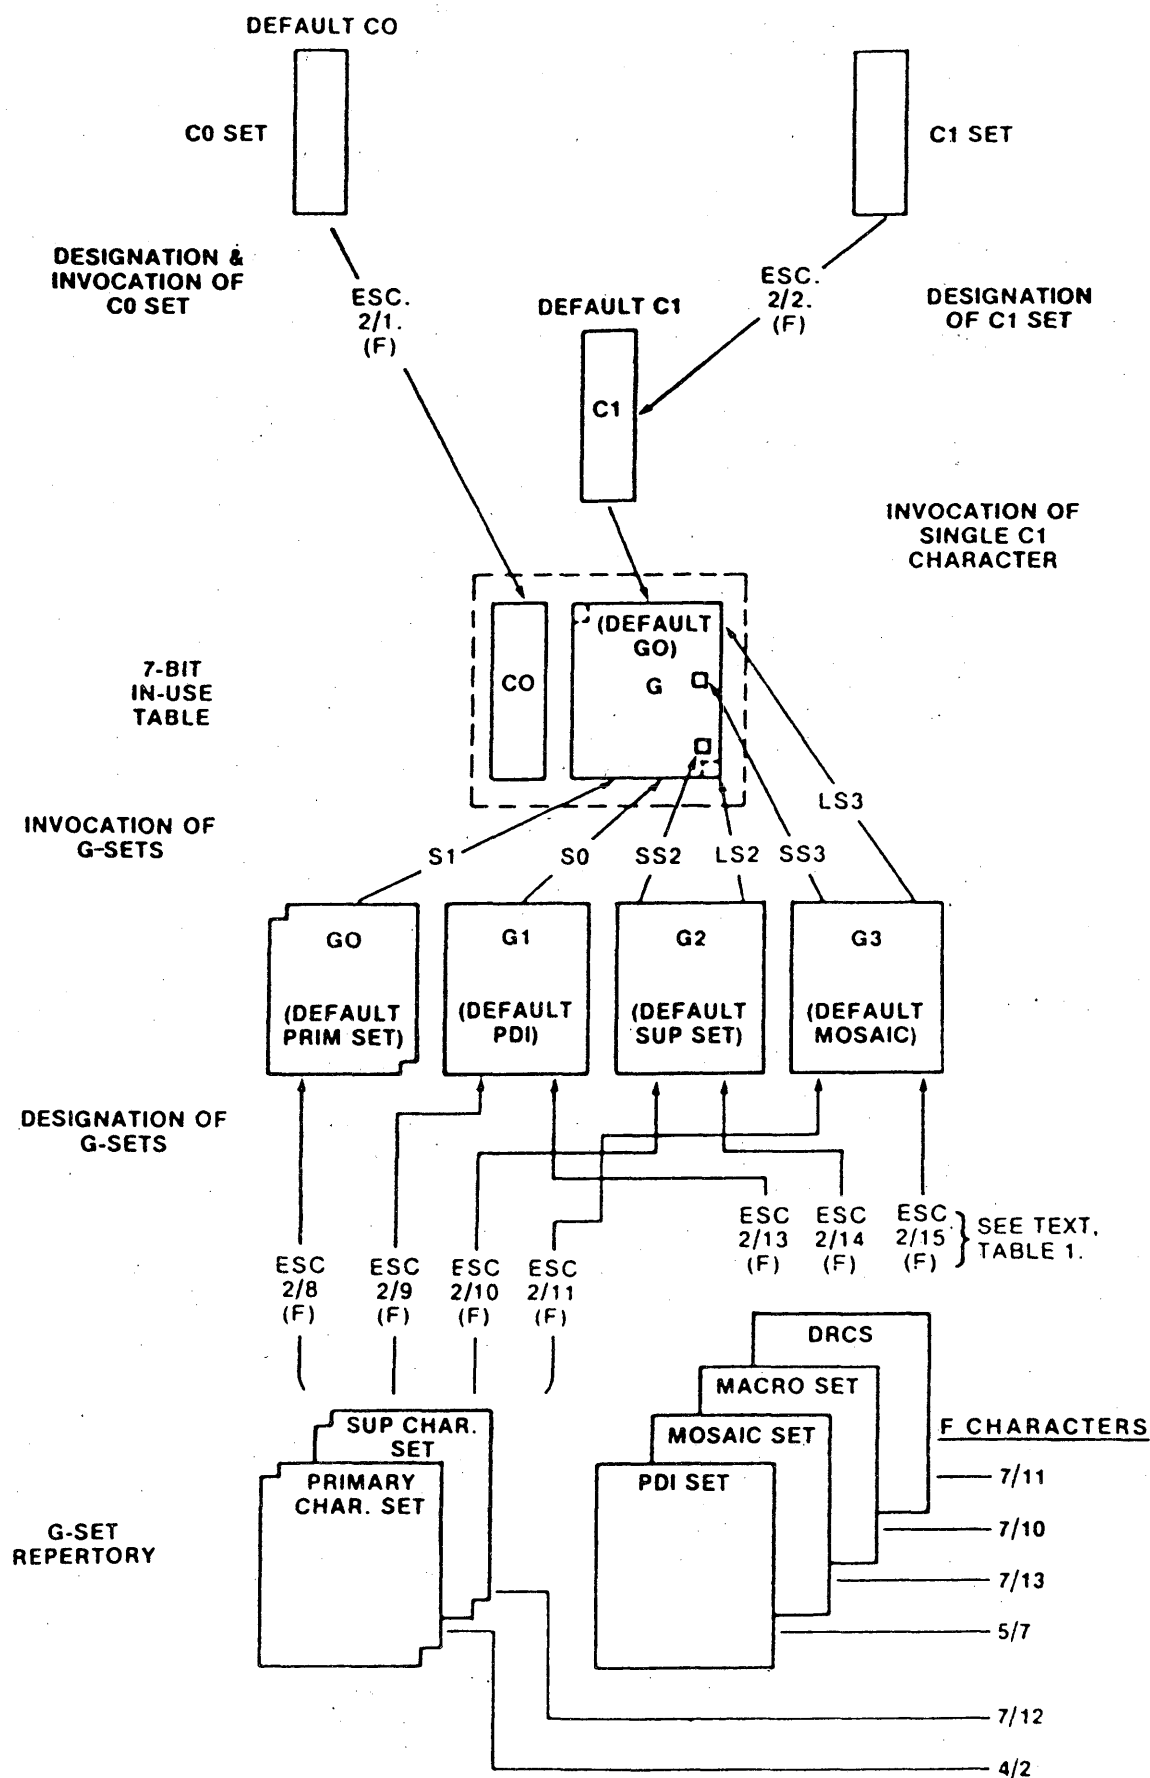 DEFAULT CO
C0 SET
C1 SET
DESIGNATION &
INVOCATION OF
C0 SET
ESC.
2/1.
(F)
ESC.
2/2.
(F)
DESIGNATION
OF C1 SET
DEFAULT C1
C1
INVOCATION OF
SINGLE C1
CHARACTER
7-BIT
IN-USE
TABLE
CO
(DEFAULT
GO)
G
INVOCATION OF
G-SETS
S1
S0
SS2
LS2
SS3
LS3
GO
(DEFAULT
PRIM SET)
G1
(DEFAULT
PDI)
G2
(DEFAULT
SUP SET)
G3
(DEFAULT
MOSAIC)
DESIGNATION OF
G-SETS
ESC
2/8
(F)
ESC
2/9
(F)
ESC
2/10
(F)
ESC
2/11
(F)
ESC
2/13
(F)
ESC
2/14
(F)
ESC
2/15
(F)
SEE TEXT,
TABLE 1.
G-SET
REPERTORY
SUP CHAR.
SET
PRIMARY
CHAR. SET
DRCS
MACRO SET
MOSAIC SET
PDI SET
F CHARACTERS
7/11
7/10
7/13
5/7
7/12
4/2